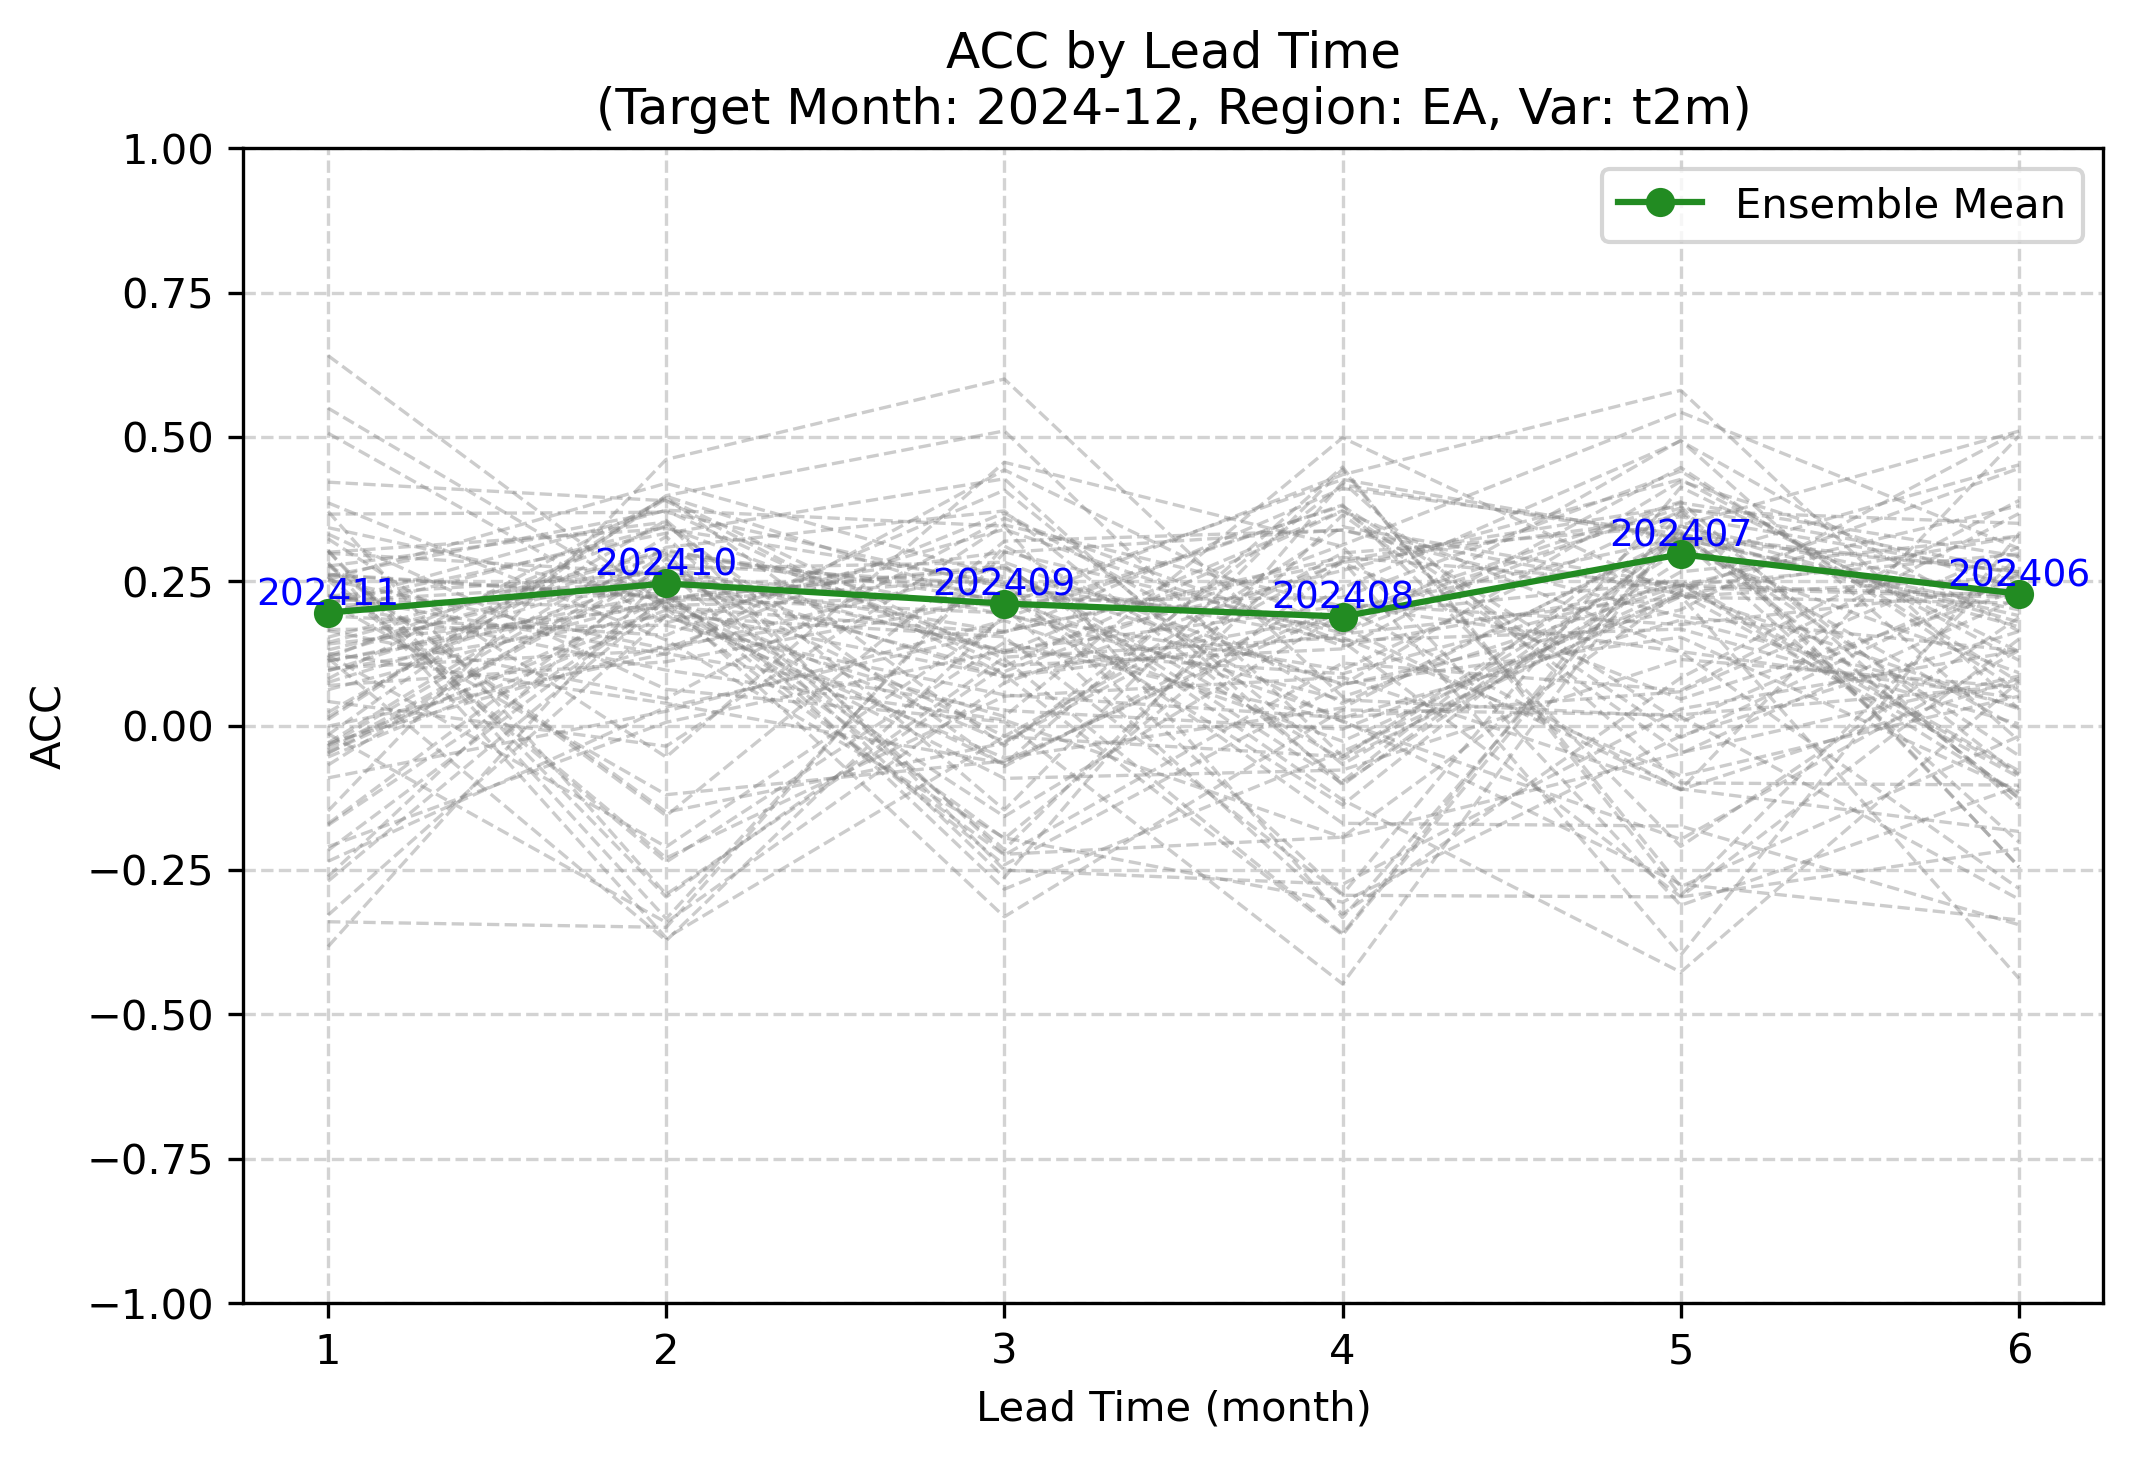 ACC by Lead Time
(Target Month: 2024-12, Region: EA, Var: t2m)
Ensemble Mean
ACC
1.00
0.75
0.50
0.25
0.00
−0.25
−0.50
−0.75
−1.00
202411
202410
202409
202408
202407
202406
1 2 3 4 5 6
Lead Time (month)